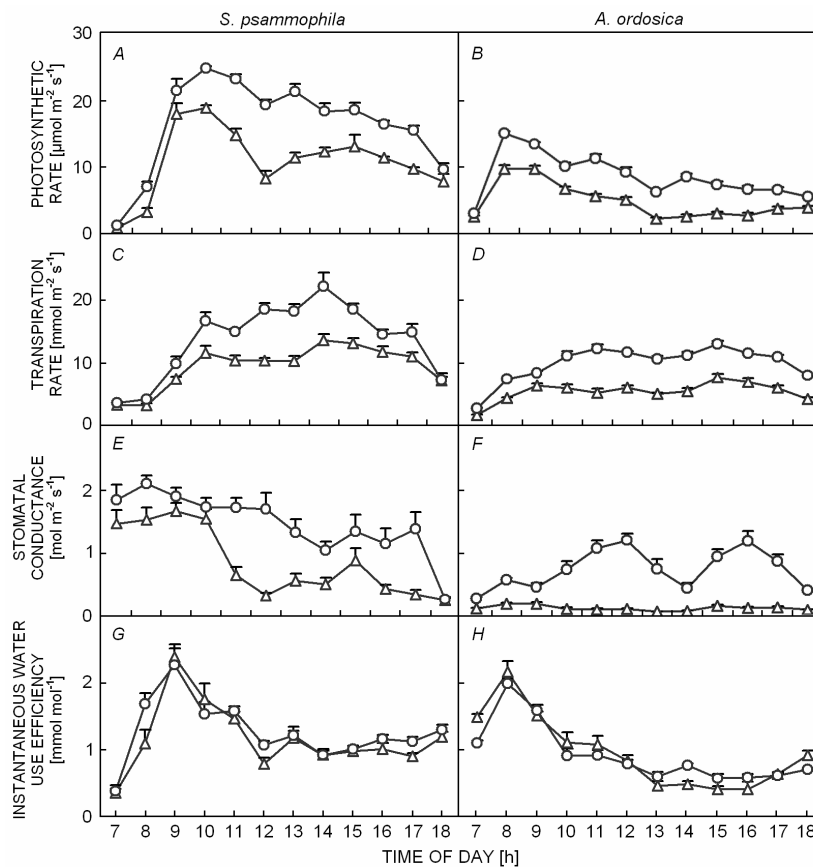 S. psammophila
A. ordosica
PHOTOSYNTHETIC
RATE [µmol m-2 s-1]
30
20
10
0
A
B
TRANSPIRATION
RATE [mmol m-2 s-1]
20
10
0
C
D
STOMATAL
CONDUCTANCE
[mol m-2 s-1]
2
1
0
E
F
INSTANTANEOUS WATER
USE EFFICIENCY
[mmol mol-1]
2
1
0
G
H
7 8 9 10 11 12 13 14 15 16 17 18
7 8 9 10 11 12 13 14 15 16 17 18
TIME OF DAY [h]